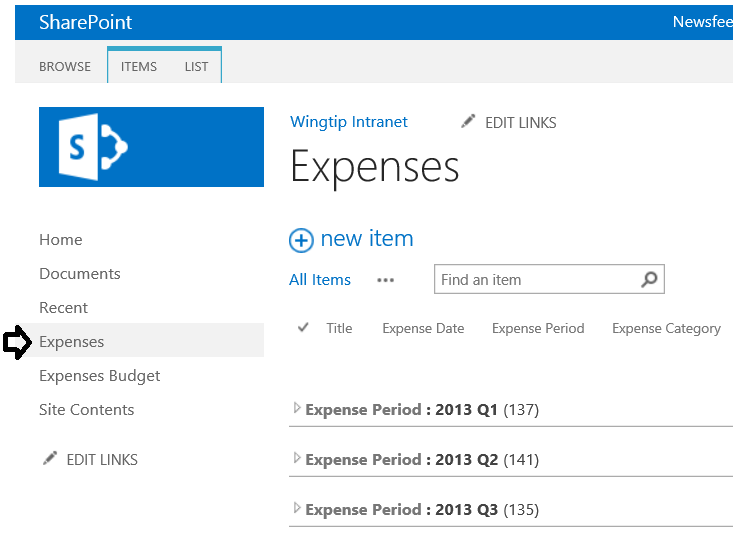 SharePoint Newsfee
BROWSE ITEMS LIST
S
Wingtip Intranet EDIT LINKS
Expenses
Home
Documents
Recent
Expenses
Expenses Budget
Site Contents
EDIT LINKS
new item
All Items ••• Find an item
Title Expense Date Expense Period Expense Category
Expense Period : 2013 Q1 (137)
Expense Period : 2013 Q2 (141)
Expense Period : 2013 Q3 (135)